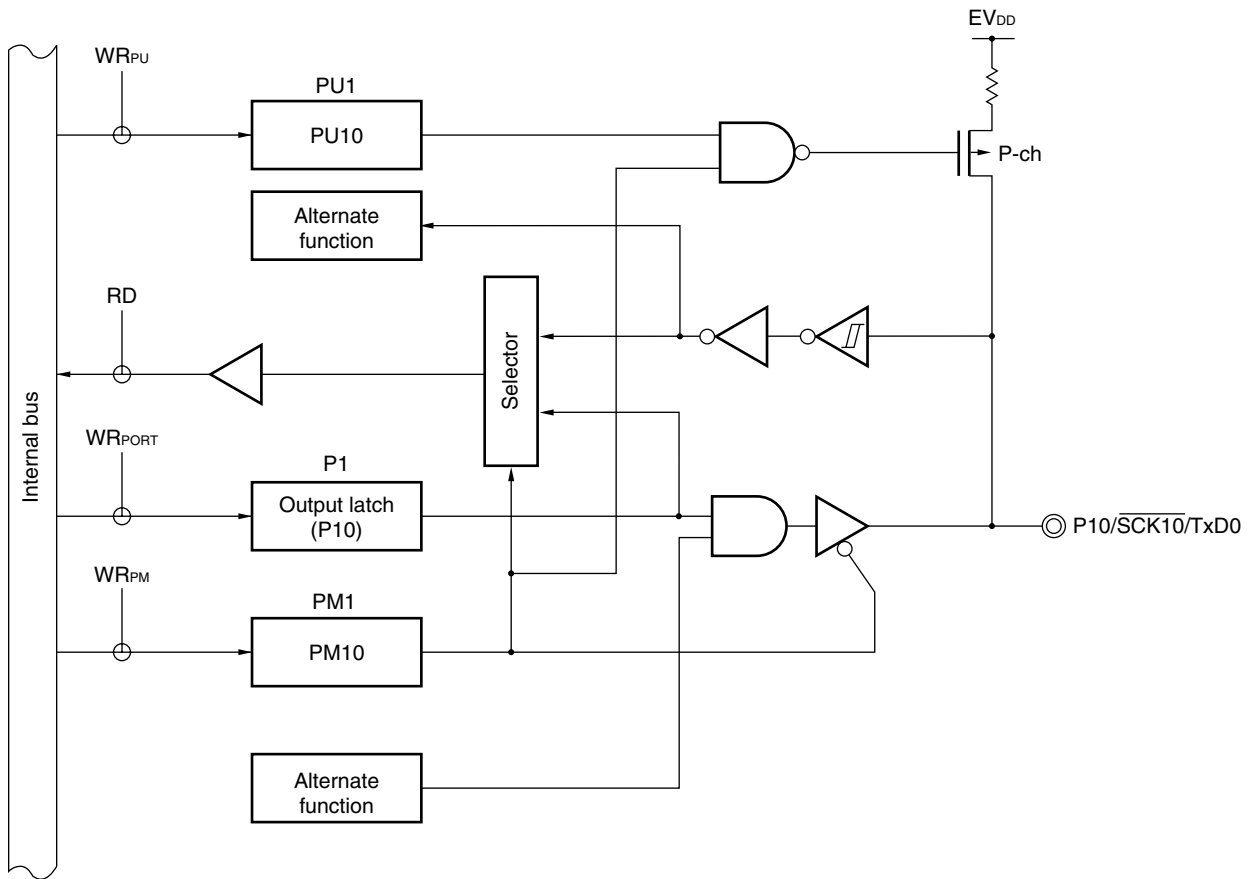 EVDD
WRPU
PU1
PU10
P-ch
Alternate
function
RD
Selector
Internal bus
WRPORT
P1
Output latch
(P10)
P10/SCK10/TxD0
WRPM
PM1
PM10
Alternate
function